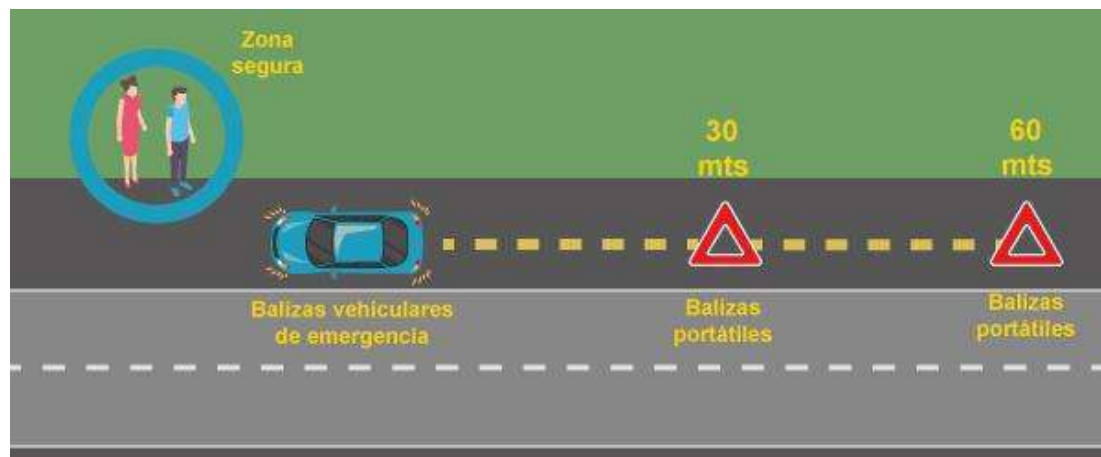 Zona
segura
30
mts
60
mts
Balizas vehiculares
de emergencia
Balizas
portátiles
Balizas
portátiles